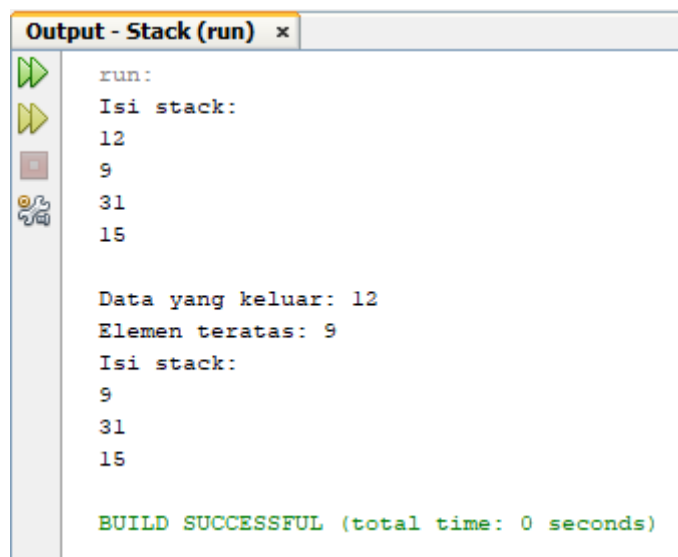 Output - Stack (run) ×
run:
Isi stack:
12
9
31
15
Data yang keluar: 12
Elemen teratas: 9
Isi stack:
9
31
15
BUILD SUCCESSFUL (total time: 0 seconds)